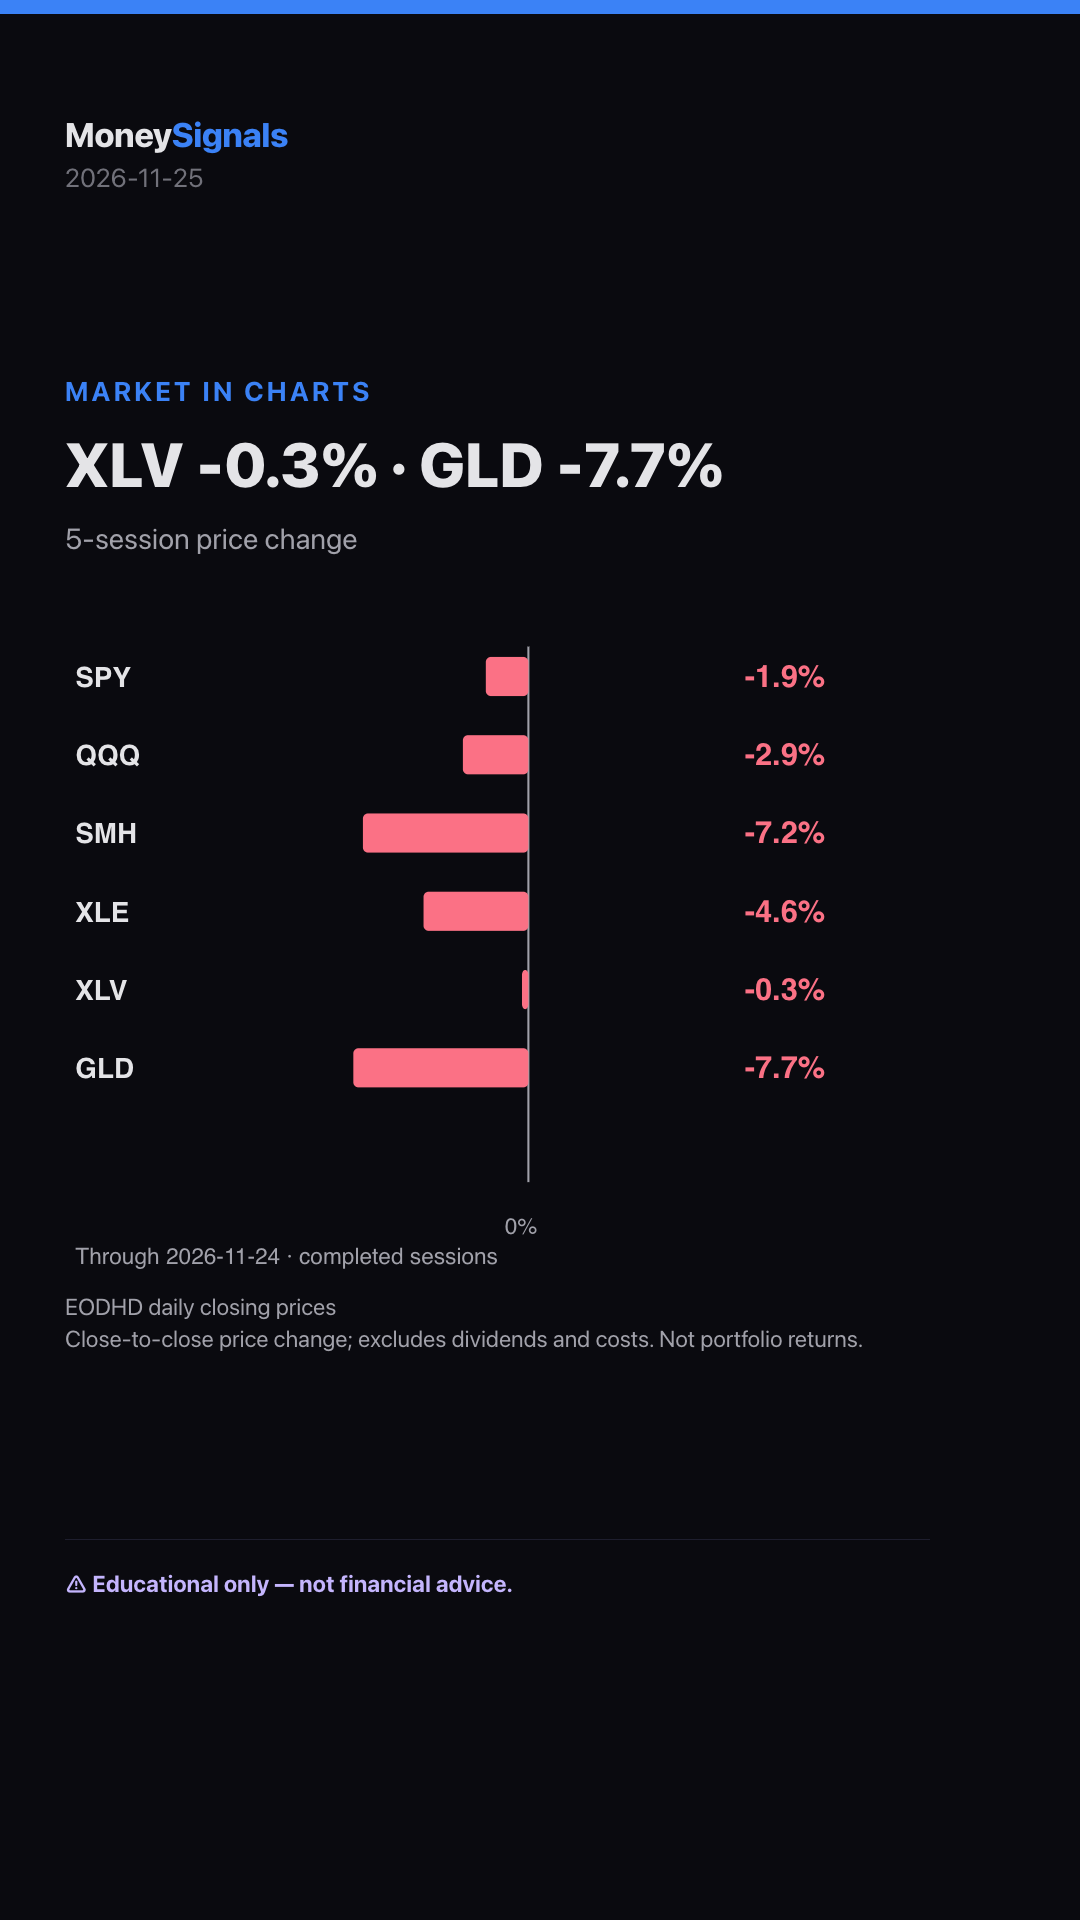 MoneySignals
2026-11-25
MARKET IN CHARTS
XLV -0.3% · GLD -7.7%
5-session price change
SPY -1.9%
QQQ -2.9%
SMH -7.2%
XLE -4.6%
XLV -0.3%
GLD -7.7%
0%
Through 2026-11-24 · completed sessions
EODHD daily closing prices
Close-to-close price change; excludes dividends and costs. Not portfolio returns.
⚠ Educational only — not financial advice.